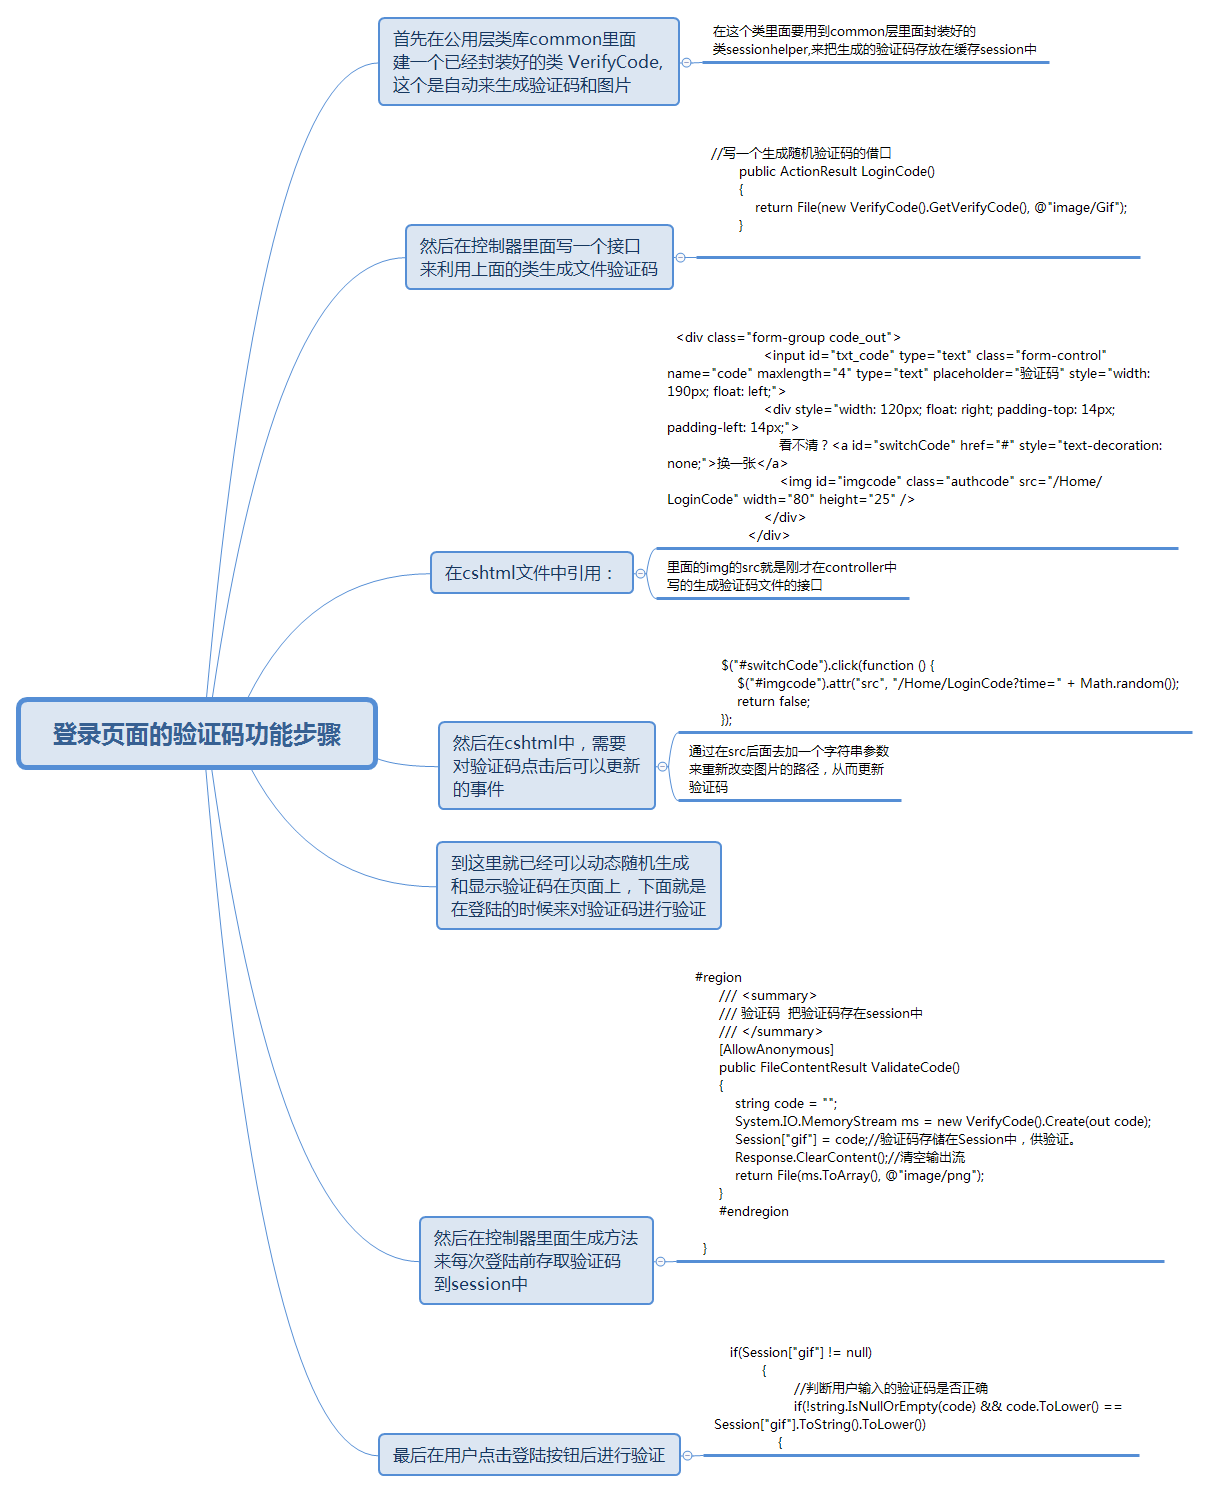 登录页面的验证码功能步骤
首先在公用层类库common里面
建一个已经封装好的类 VerifyCode,
这个是自动来生成验证码和图片
在这个类里面要用到common层里面封装好的
类sessionhelper,来把生成的验证码存放在缓存session中
然后在控制器里面写一个接口
来利用上面的类生成文件验证码
//写一个生成随机验证码的借口
public ActionResult LoginCode()
{
return File(new VerifyCode().GetVerifyCode(), @"image/Gif");
}
在cshtml文件中引用：
<div class="form-group code_out">
<input id="txt_code" type="text" class="form-control"
name="code" maxlength="4" type="text" placeholder="验证码" style="width:
190px; float: left;">
<div style="width: 120px; float: right; padding-top: 14px;
padding-left: 14px;">
看不清？<a id="switchCode" href="#" style="text-decoration:
none;">换一张</a>
<img id="imgcode" class="authcode" src="/Home/
LoginCode" width="80" height="25" />
</div>
</div>
里面的img的src就是刚才在controller中
写的生成验证码文件的接口
然后在cshtml中，需要
对验证码点击后可以更新
的事件
$("#switchCode").click(function () {
$("#imgcode").attr("src", "/Home/LoginCode?time=" + Math.random());
return false;
});
通过在src后面去加一个字符串参数
来重新改变图片的路径，从而更新
验证码
到这里就已经可以动态随机生成
和显示验证码在页面上，下面就是
在登陆的时候来对验证码进行验证
然后在控制器里面生成方法
来每次登陆前存取验证码
到session中
#region
/// <summary>
/// 验证码  把验证码存在session中
/// </summary>
[AllowAnonymous]
public FileContentResult ValidateCode()
{
string code = "";
System.IO.MemoryStream ms = new VerifyCode().Create(out code);
Session["gif"] = code;//验证码存储在Session中，供验证。
Response.ClearContent();//清空输出流
return File(ms.ToArray(), @"image/png");
}
#endregion
}
最后在用户点击登陆按钮后进行验证
if(Session["gif"] != null)
{
//判断用户输入的验证码是否正确
if(!string.IsNullOrEmpty(code) && code.ToLower() ==
Session["gif"].ToString().ToLower())
{